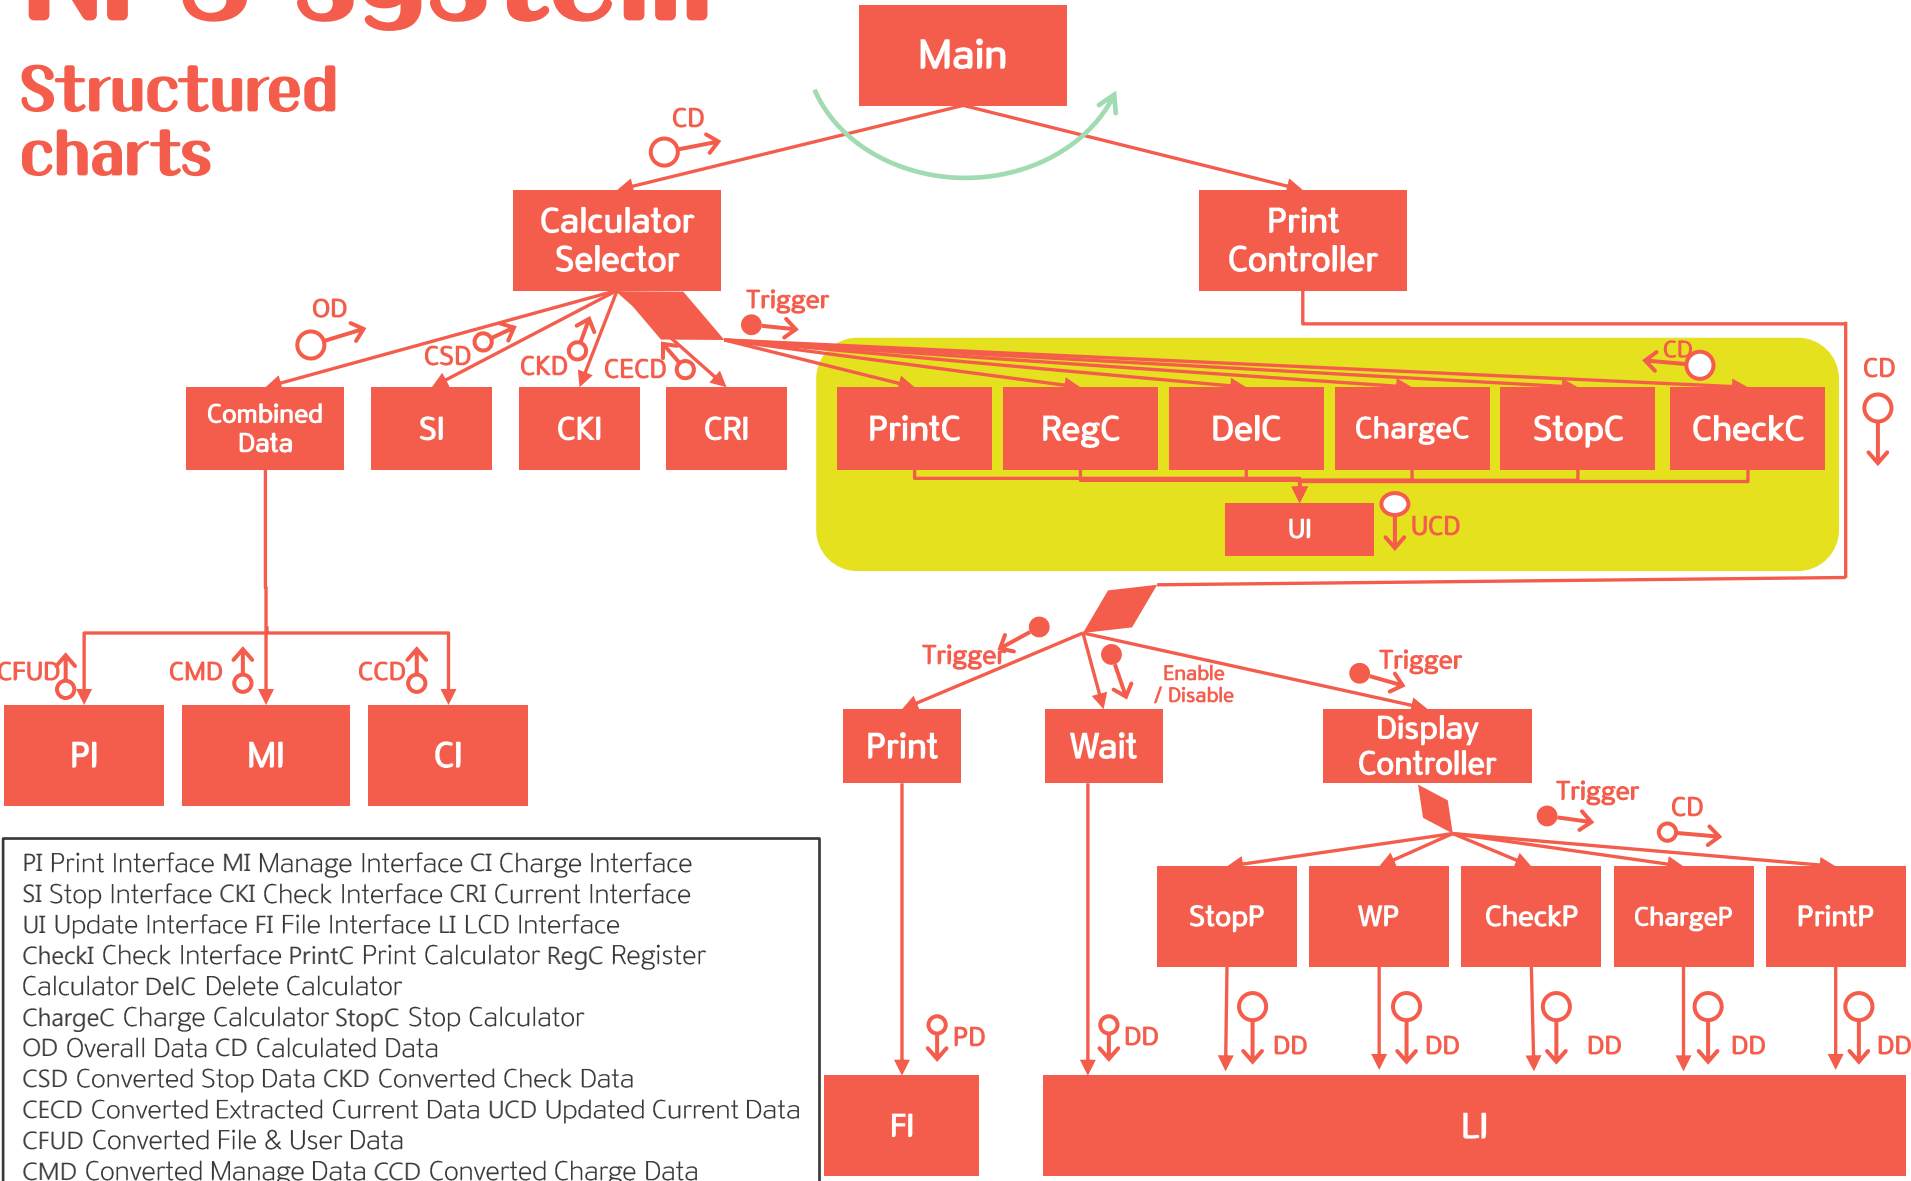 system
Structured
charts
Main
CD
Calculator
Selector
Print
Controller
OD
CSD
CKD
CECD
Trigger
CD
CD
Combined
Data
SI
CKI
CRI
PrintC
RegC
DelC
ChargeC
StopC
CheckC
UI
UCD
CFUD
CMD
CCD
Trigger
Enable
/ Disable
Trigger
PI
MI
CI
Print
Wait
Display
Controller
Trigger
CD
StopP
WP
CheckP
ChargeP
PrintP
PD
DD
DD
DD
DD
DD
DD
FI
LI
PI Print Interface MI Manage Interface CI Charge Interface
SI Stop Interface CKI Check Interface CRI Current Interface
UI Update Interface FI File Interface LI LCD Interface
CheckI Check Interface PrintC Print Calculator RegC Register
Calculator DelC Delete Calculator
ChargeC Charge Calculator StopC Stop Calculator
OD Overall Data CD Calculated Data
CSD Converted Stop Data CKD Converted Check Data
CECD Converted Extracted Current Data UCD Updated Current Data
CFUD Converted File & User Data
CMD Converted Manage Data CCD Converted Charge Data